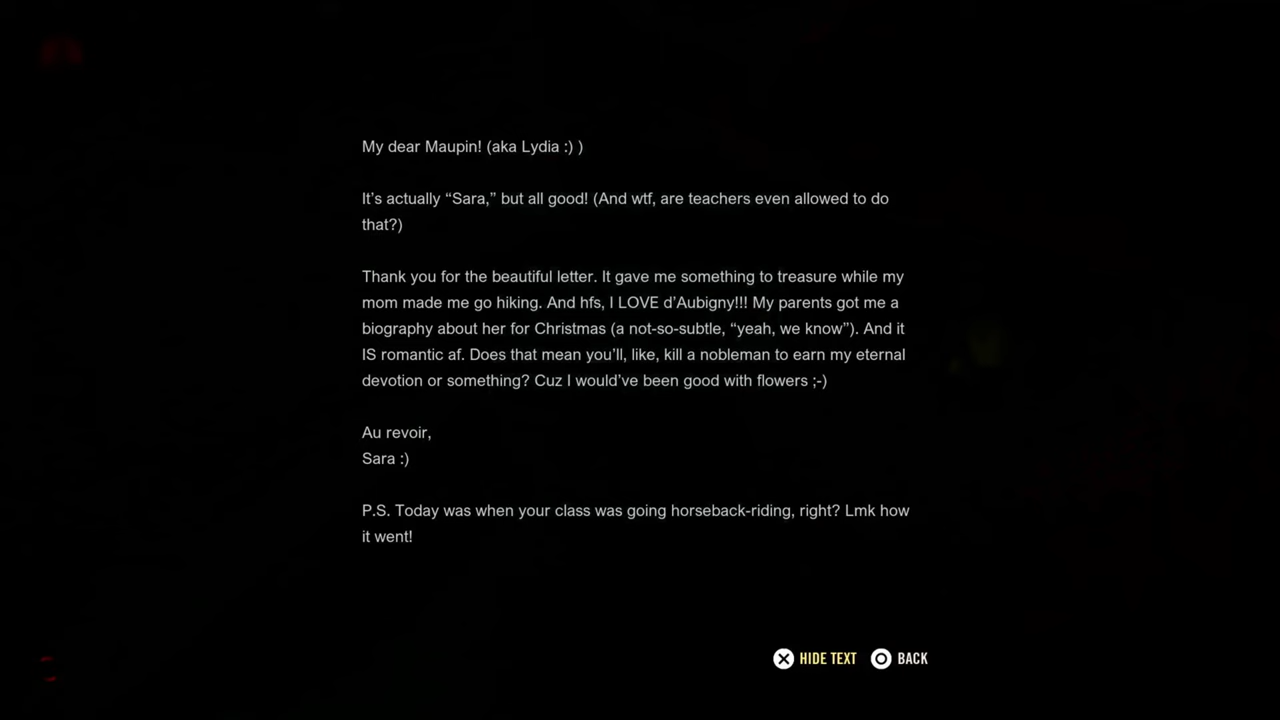 My dear Maupin! (aka Lydia :) )
It’s actually “Sara,” but all good! (And wtf, are teachers even allowed to do
that?)
Thank you for the beautiful letter. It gave me something to treasure while my
mom made me go hiking. And hfs, I LOVE d’Aubigny!!! My parents got me a
biography about her for Christmas (a not-so-subtle, “yeah, we know”). And it
IS romantic af. Does that mean you’ll, like, kill a nobleman to earn my eternal
devotion or something? Cuz I would’ve been good with flowers ;-)
Au revoir,
Sara :)
P.S. Today was when your class was going horseback-riding, right? Lmk how
it went!
HIDE TEXT BACK